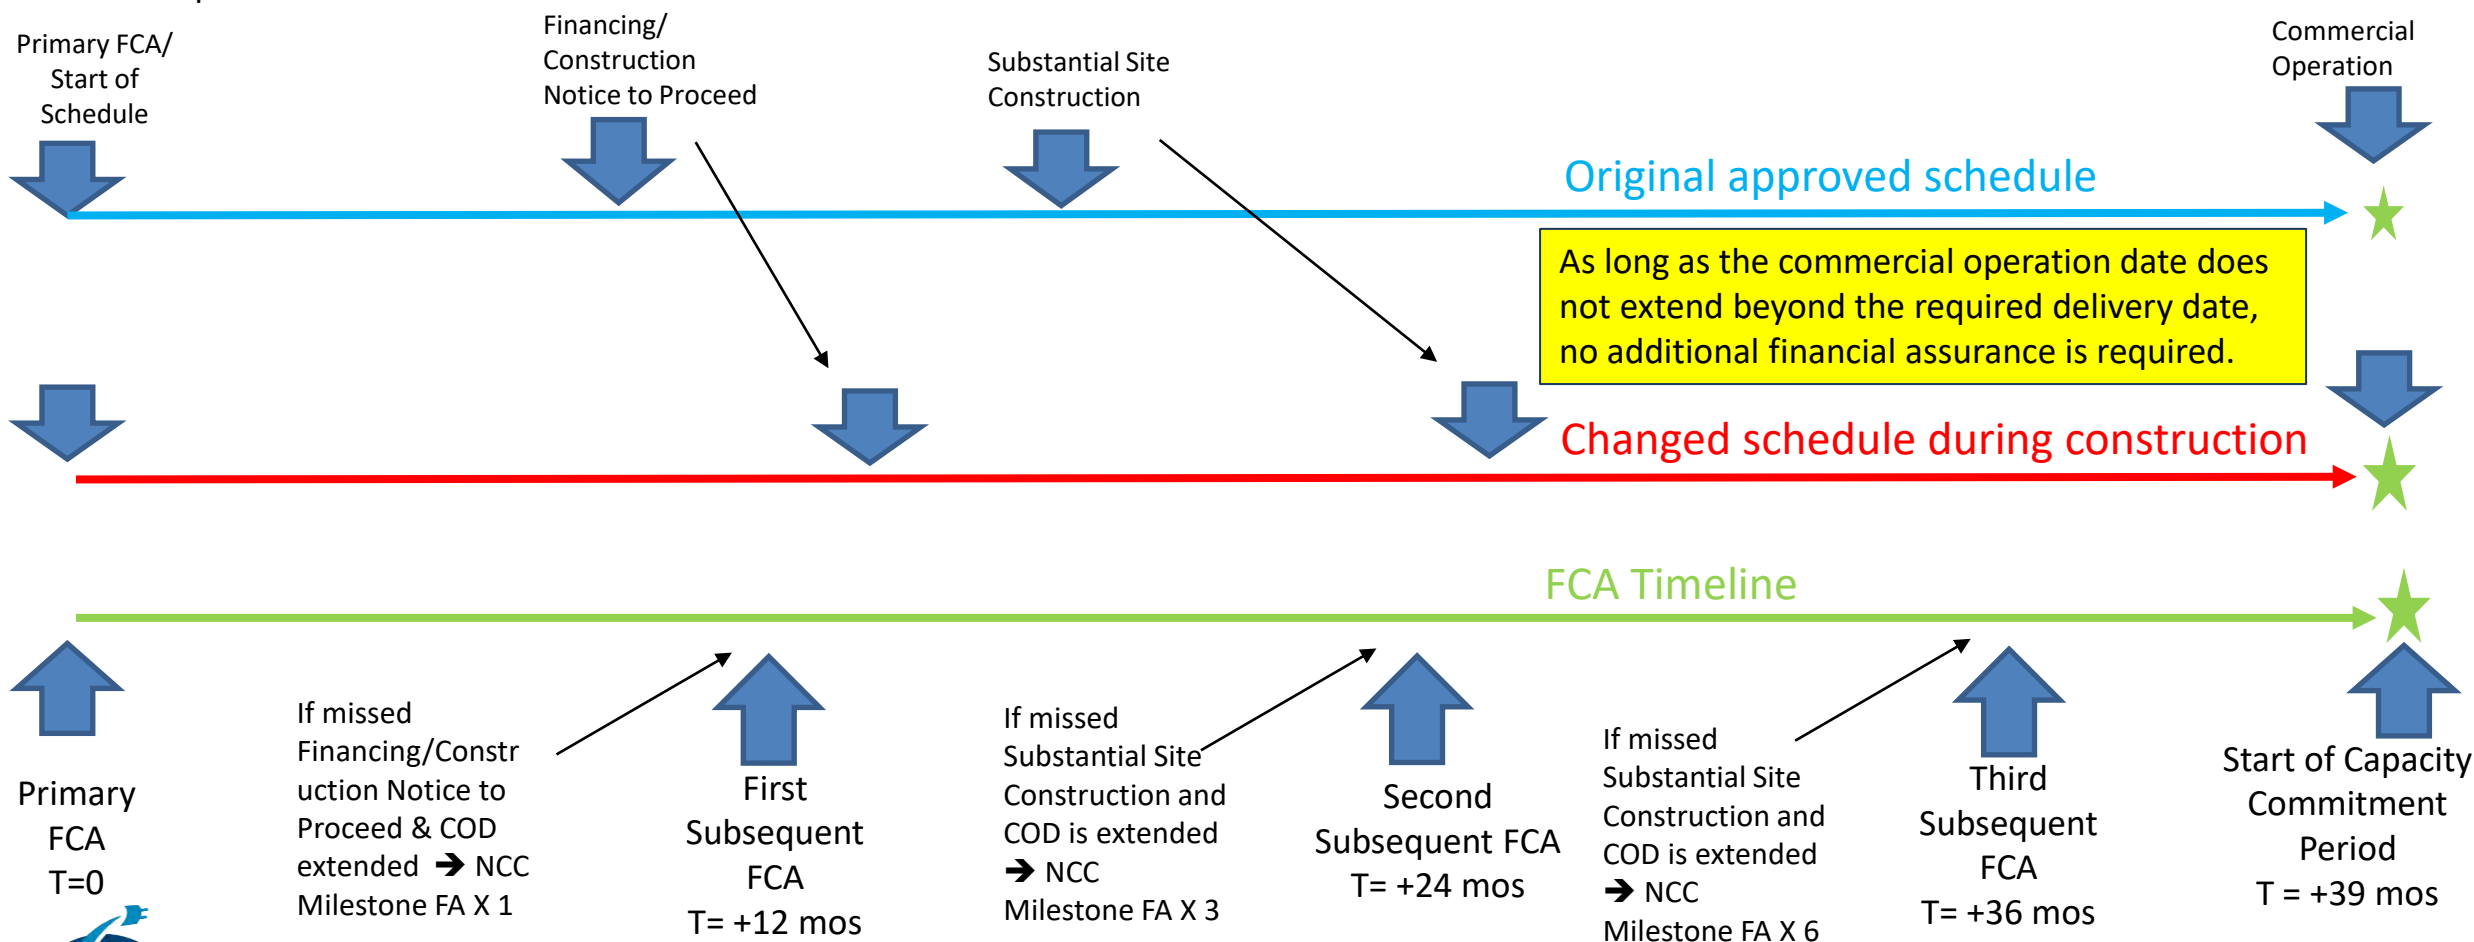 Primary FCA/
Start of
Schedule
Financing/
Construction
Notice to Proceed
Substantial Site
Construction
Commercial
Operation
Original approved schedule
As long as the commercial operation date does
not extend beyond the required delivery date,
no additional financial assurance is required.
Changed schedule during construction
FCA Timeline
Primary
FCA
T=0
If missed
Financing/Constr
uction Notice to
Proceed & COD
extended ➔ NCC
Milestone FA X 1
First
Subsequent
FCA
T= +12 mos
If missed
Substantial Site
Construction and
COD is extended
➔ NCC
Milestone FA X 3
Second
Subsequent FCA
T= +24 mos
If missed
Substantial Site
Construction and
COD is extended
➔ NCC
Milestone FA X 6
Third
Subsequent
FCA
T= +36 mos
Start of Capacity
Commitment
Period
T = +39 mos